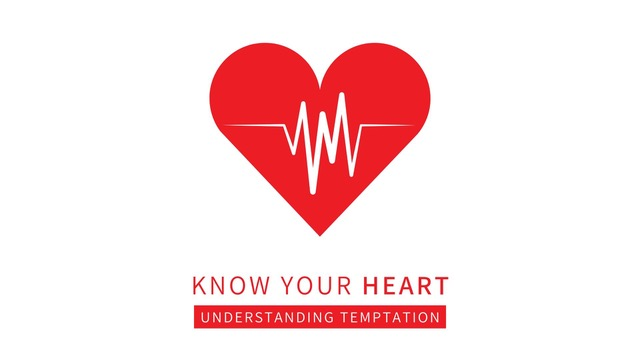 KNOW YOUR HEART
UNDERSTANDING TEMPTATION